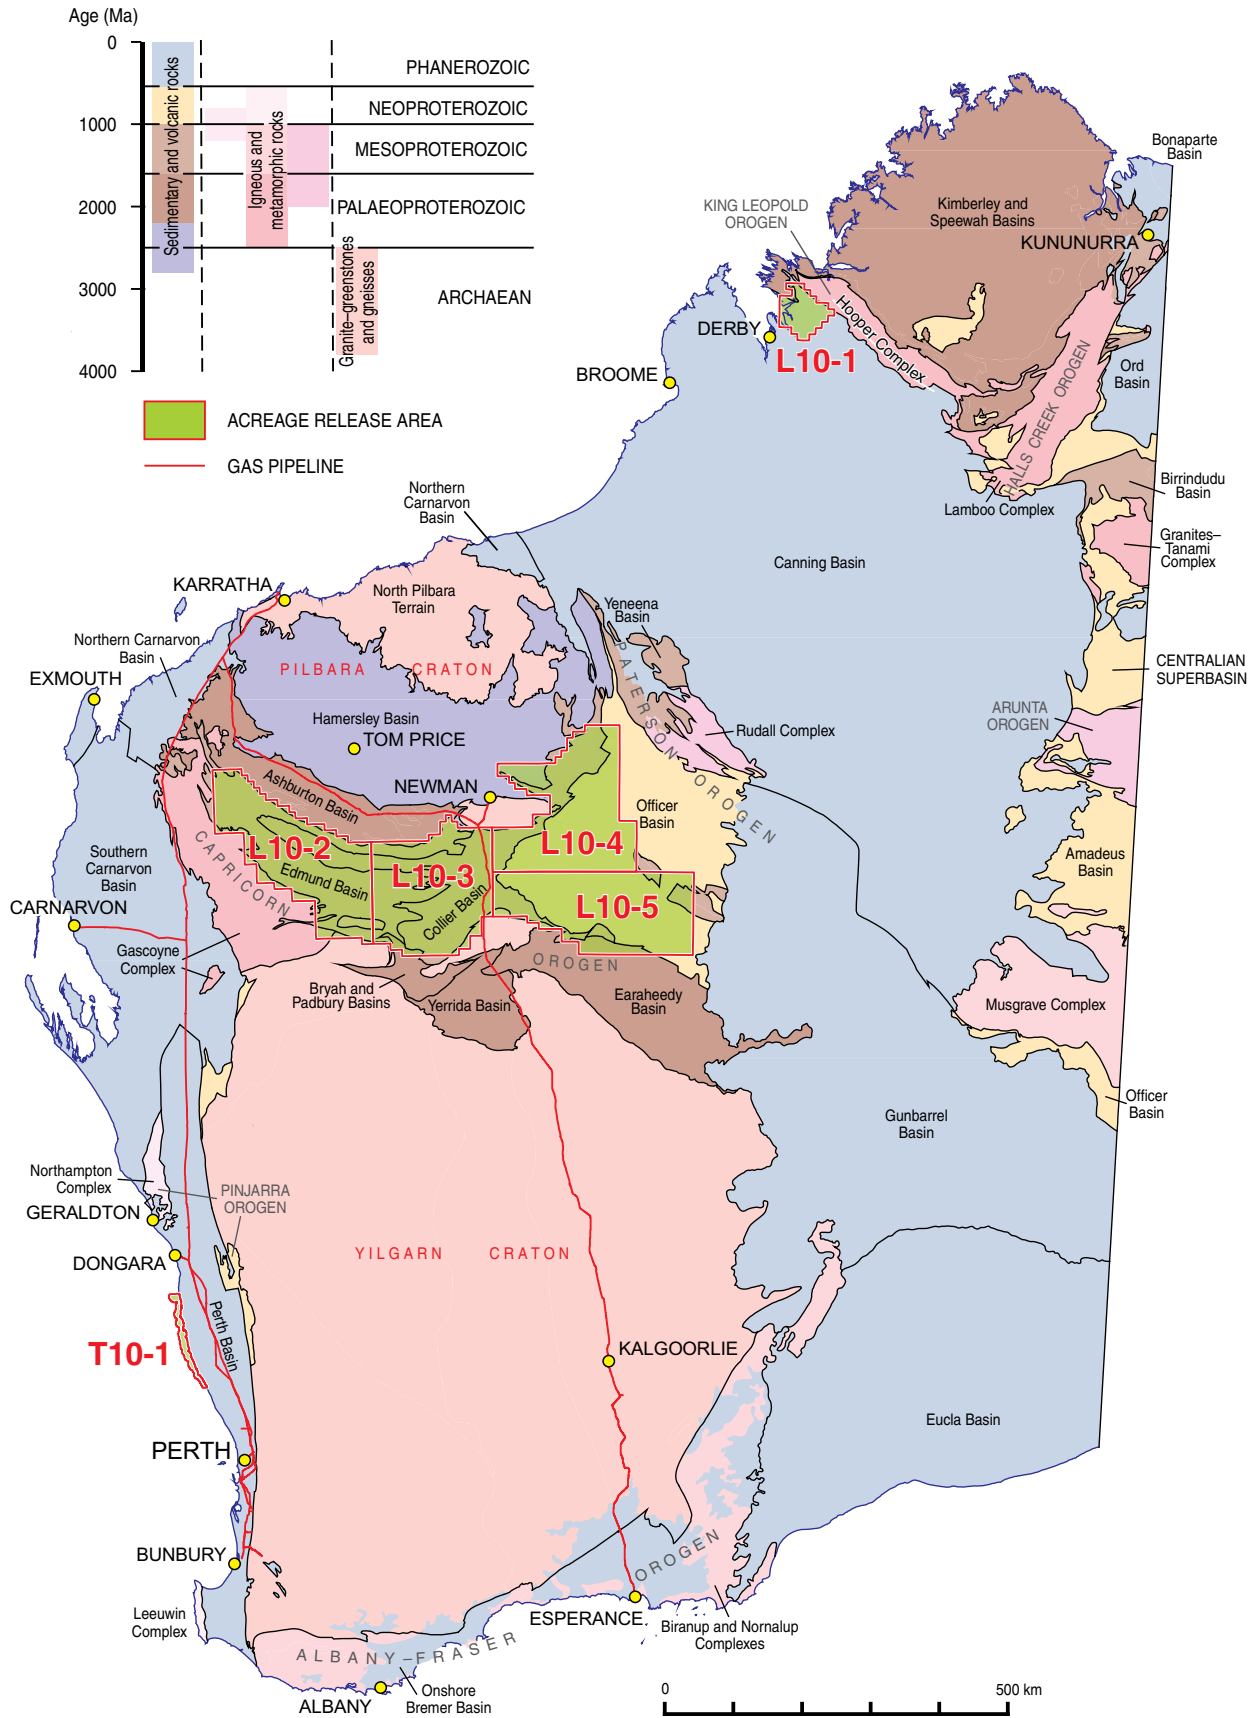 Age (Ma)
0
1000
2000
3000
4000
Sedimentary and volcanic rocks
Igneous and
metamorphic rocks
Granite–greenstones
and gneisses
PHANEROZOIC
NEOPROTEROZOIC
MESOPROTEROZOIC
PALAEOPROTEROZOIC
ARCHAEAN
ACREAGE RELEASE AREA
GAS PIPELINE
Bonaparte
Basin
KING LEOPOLD
OROGEN
Kimberley and
Speewah Basins
KUNUNURRA
DERBY
L10-1
Hooper Complex
BROOME
HALLS CREEK OROGEN
Ord
Basin
Lamboo Complex
Birrindudu
Basin
Granites–
Tanami
Complex
Northern
Carnarvon
Basin
Canning Basin
KARRATHA
North Pilbara
Terrain
Yeneena
Basin
Northern Carnarvon
Basin
EXMOUTH
PILBARA CRATON
PATERSON OROGEN
CENTRALIAN
SUPERBASIN
ARUNTA
OROGEN
Hamersley Basin
TOM PRICE
Rudall Complex
Ashburton Basin
NEWMAN
Officer
Basin
L10-2
L10-3
L10-4
L10-5
Edmund Basin
Collier Basin
CAPRICORN
OROGEN
Southern
Carnarvon
Basin
Amadeus
Basin
CARNARVON
Gascoyne
Complex
Bryah and
Padbury Basins
Yerrida Basin
Earaheedy
Basin
Musgrave Complex
Officer
Basin
Gunbarrel
Basin
Northampton
Complex
PINJARRA
OROGEN
GERALDTON
DONGARA
YILGARN CRATON
T10-1
Perth Basin
KALGOORLIE
Eucla Basin
PERTH
BUNBURY
Leeuwin
Complex
ESPERANCE
OROGEN
Biranup and Nornalup
Complexes
ALBANY–FRASER
ALBANY
Onshore
Bremer Basin
0
500 km